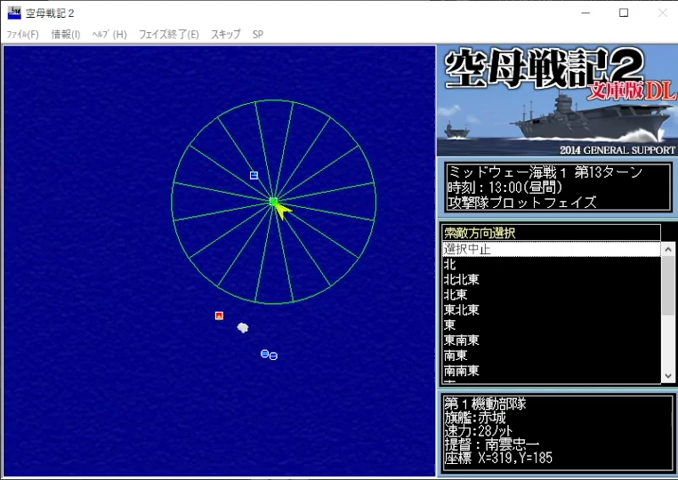 空母戦記２
ﾌｧｲﾙ(F) 情報(I) ﾍﾙﾌﾟ(H) フェイズ終了(E) スキップ SP
空母戦記2
文庫版DL
2014 GENERAL SUPPORT
ミッドウェー海戦１ 第13ターン
時刻：13:00(昼間)
攻撃隊プロットフェイズ
索敵方向選択
選択中止
北
北北東
北東
東北東
東
東南東
南東
南南東
第１機動部隊
旗艦:赤城
速力:28ﾉｯﾄ
提督：南雲忠一
座標 X=319,Y=185